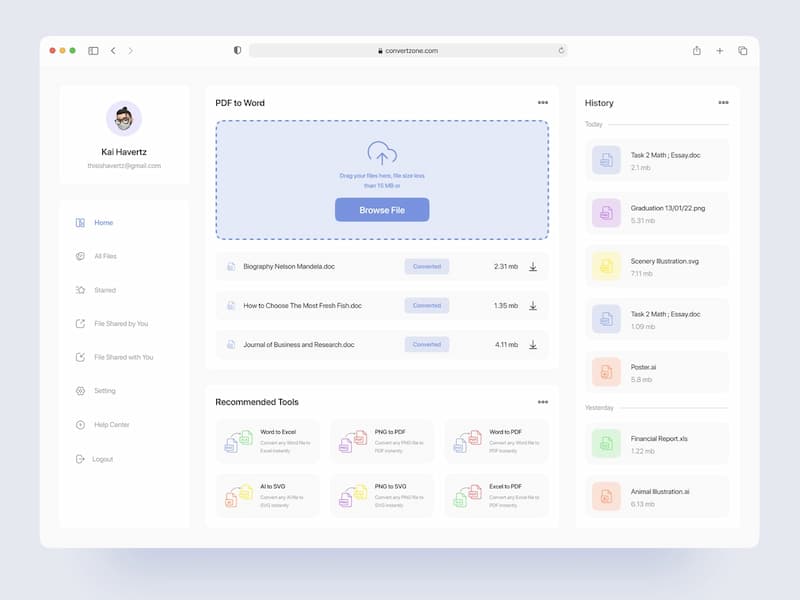 convertzone.com
Kai Havertz
thisishavertz@gmail.com
Home
All Files
Starred
File Shared by You
File Shared with You
Setting
Help Center
Logout
PDF to Word
Drag your files here, file size less
than 15 MB or
Browse File
Biography Nelson Mandela.doc
Converted
2.31 mb
How to Choose The Most Fresh Fish.doc
Converted
1.35 mb
Journal of Business and Research.doc
Converted
4.11 mb
Recommended Tools
Word to Excel
Convert any Word file to
Excel instantly
PNG to PDF
Convert any PNG file to
PDF instantly
Word to PDF
Convert any Word file to
PDF instantly
AI to SVG
Convert any AI file to
SVG instantly
PNG to SVG
Convert any PNG file to
SVG instantly
Excel to PDF
Convert any Excel file to
PDF instantly
History
Today
Task 2 Math ; Essay.doc
2.1 mb
Graduation 13/01/22.png
5.31 mb
Scenery Illustration.svg
7.11 mb
Task 2 Math ; Essay.doc
1.09 mb
Poster.ai
5.8 mb
Yesterday
Financial Report.xls
1.22 mb
Animal Illustration.ai
6.13 mb